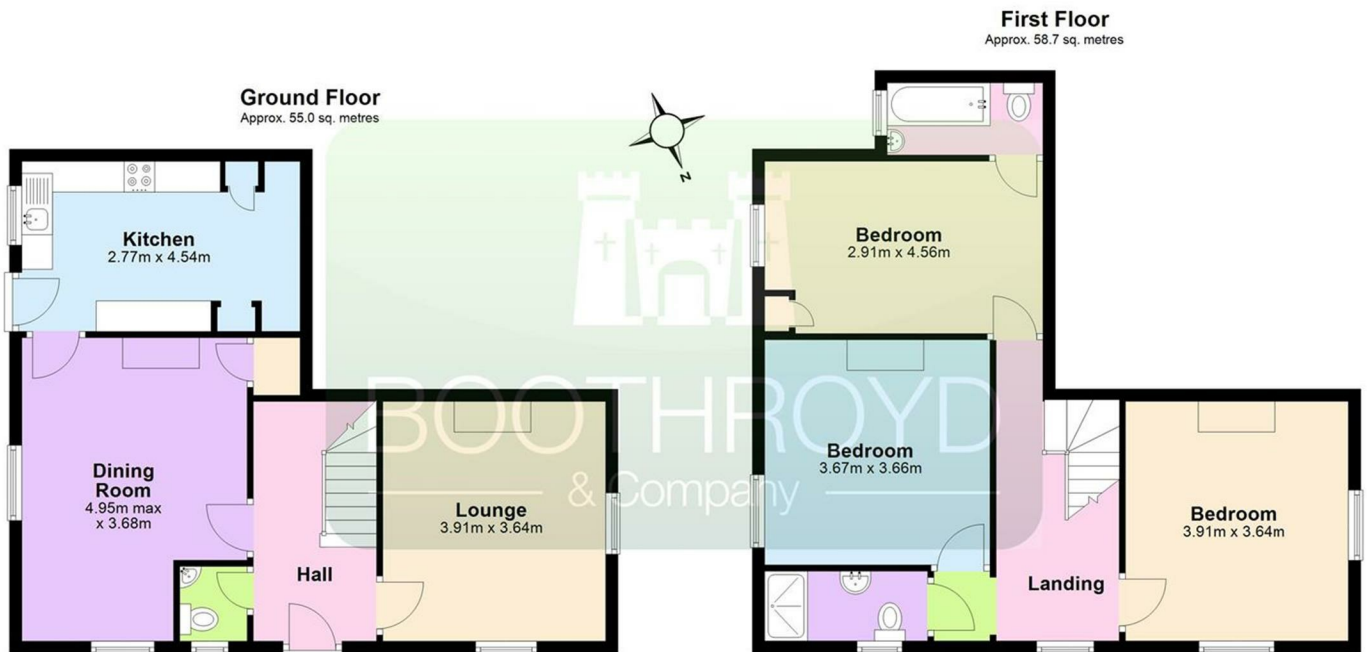 Ground Floor
Approx. 55.0 sq. metres
Kitchen
2.77m x 4.54m
Dining
Room
4.95m max
x 3.68m
Hall
Lounge
3.91m x 3.64m
N
BOOTHROYD
& Company
First Floor
Approx. 58.7 sq. metres
Bedroom
2.91m x 4.56m
Bedroom
3.67m x 3.66m
Bedroom
3.91m x 3.64m
Landing